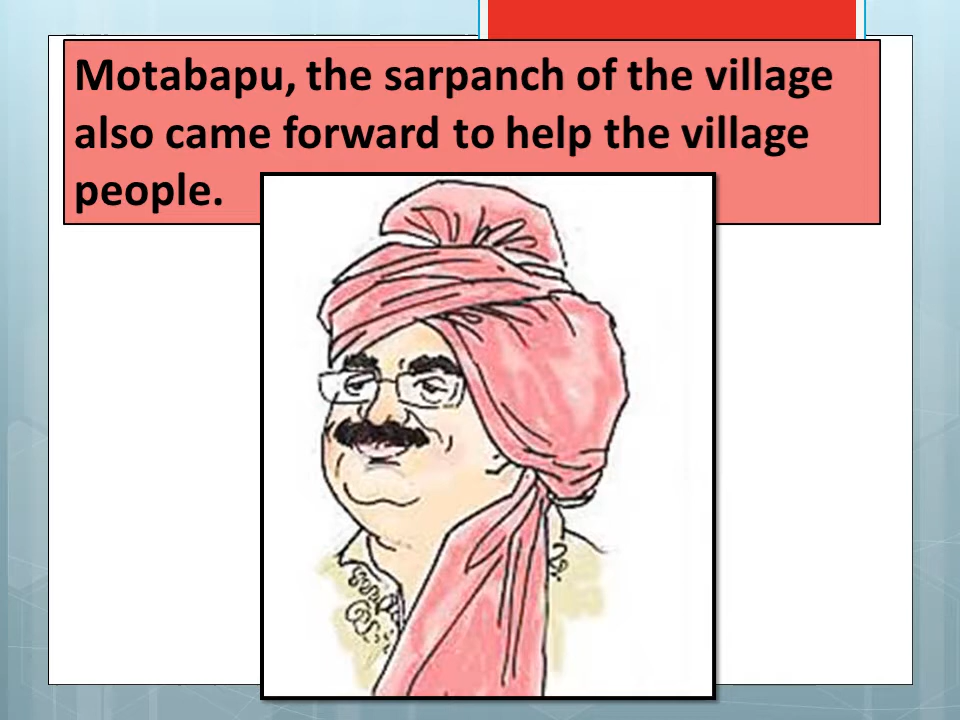 Motabapu, the sarpanch of the village
also came forward to help the village
people.